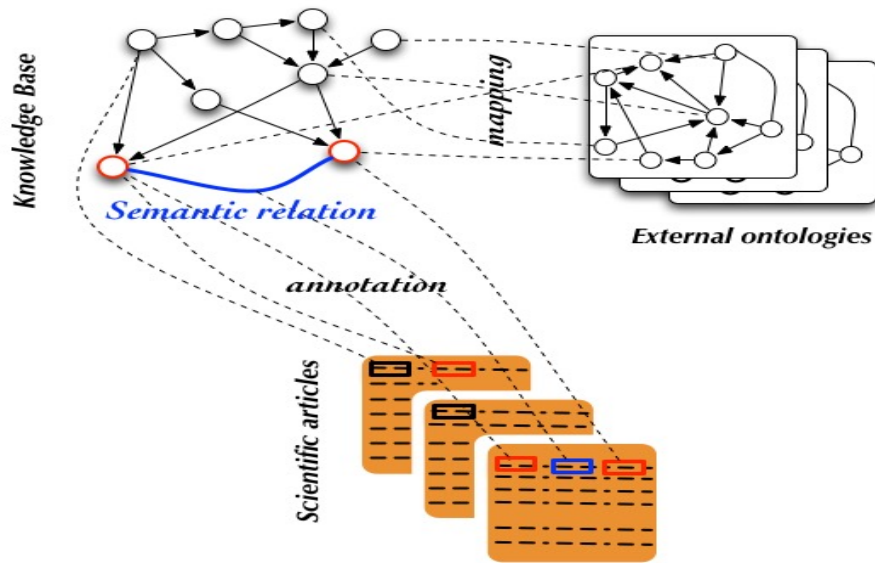 Knowledge Base
mapping
Semantic relation
External ontologies
annotation
Scientific articles